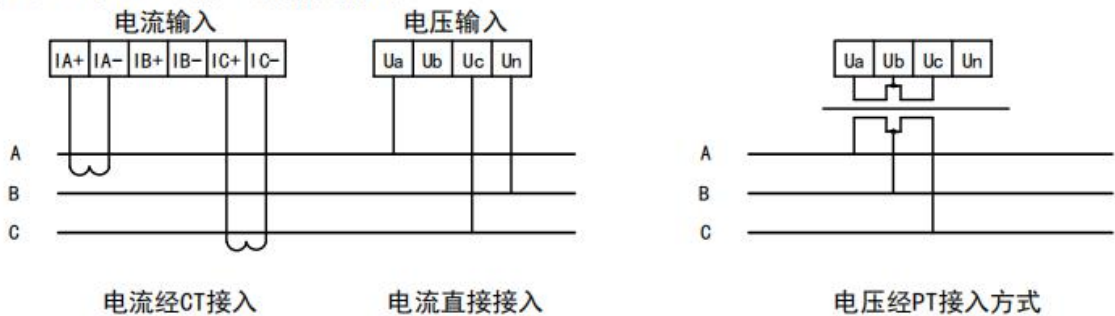 电流输入 电压输入
IA+ IA- IB+ IB- IC+ IC- Ua Ub Uc Un Ua Ub Uc Un
A A
B B
C C
电流经CT接入 电流直接接入 电压经PT接入方式